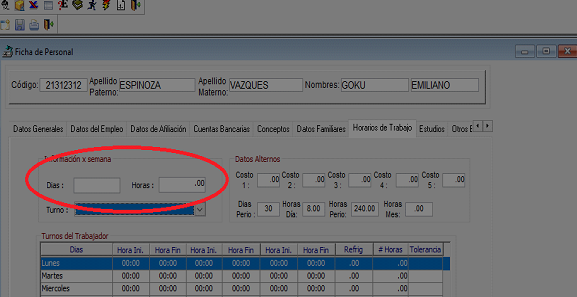 Ficha de Personal
Código: 21312312 Apellido Paterno: ESPINOZA Apellido Materno: VAZQUES Nombres: GOKU EMILIANO
Datos Generales Datos del Empleo Datos de Afiliación Cuentas Bancarias Conceptos Datos Familiares Horarios de Trabajo Estudios Otros E
Información x semana
Dias : Horas : .00
Turno :
Datos Alternos
Costo 1 : .00 Costo 2 : .00 Costo 3 : .00 Costo 4 : .00 Costo 5 : .00
Dias Perio : 30 Horas Día: 8.00 Horas Perio: 240.00 Horas Mes: .00
Turnos del Trabajador
Dias Hora Ini. Hora Fin Hora Ini. Hora Fin Hora Ini. Hora Fin Refrig # Horas Tolerancia
Lunes 00:00 00:00 00:00 00:00 00:00 00:00 .00 .00
Martes 00:00 00:00 00:00 00:00 00:00 00:00 .00 .00
Miercoles 00:00 00:00 00:00 00:00 00:00 00:00 .00 .00